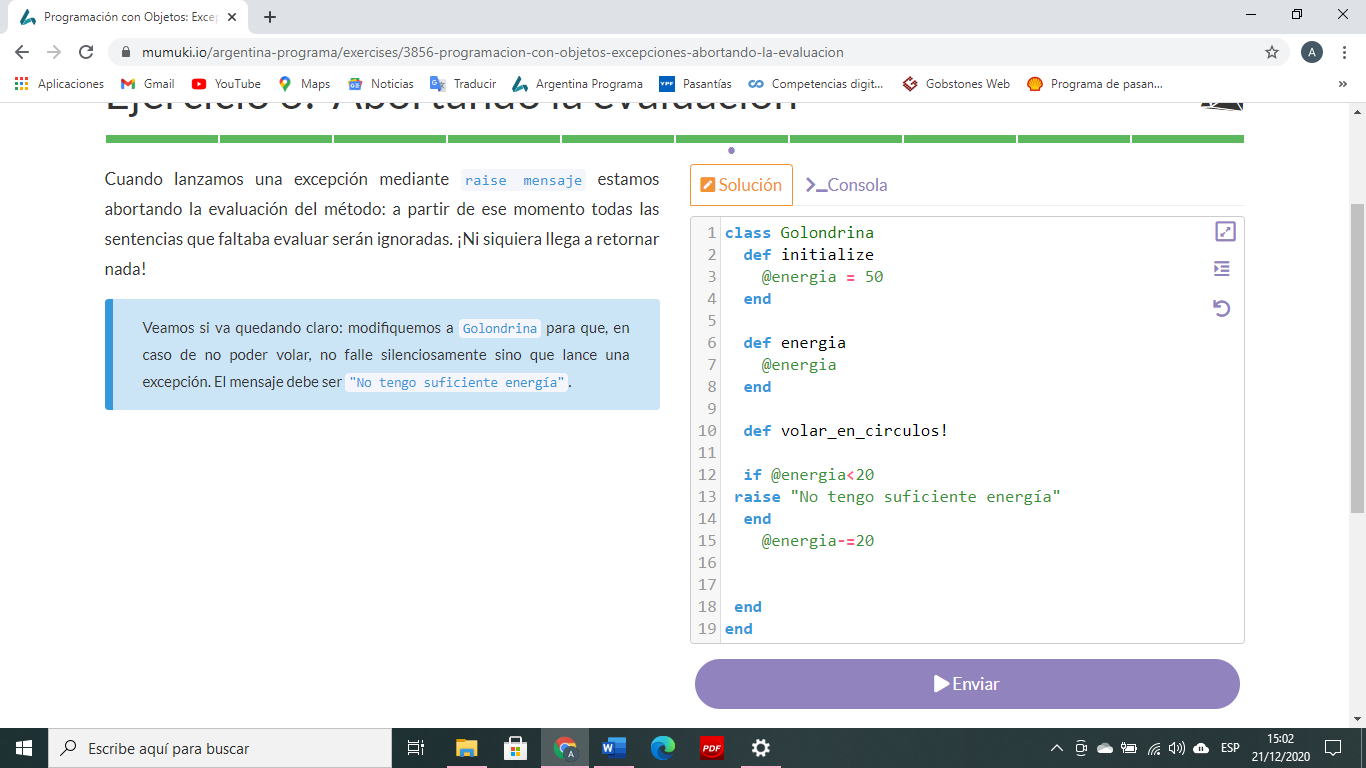 Programación con Objetos: Excep
mumuki.io/argentina-programa/exercises/3856-programacion-con-objetos-excepciones-abortando-la-evaluacion
A
Aplicaciones Gmail YouTube Maps Noticias Traducir Argentina Programa YPF Pasantías Competencias digit... Gobstones Web Programa de pasan... »
Abortando la evaluación
Cuando lanzamos una excepción mediante raise mensaje estamos
abortando la evaluación del método: a partir de ese momento todas las
sentencias que faltaba evaluar serán ignoradas. ¡Ni siquiera llega a retornar
nada!
Veamos si va quedando claro: modifiquemos a Golondrina para que, en
caso de no poder volar, no falle silenciosamente sino que lance una
excepción. El mensaje debe ser "No tengo suficiente energía".
Solución >_Consola
1 class Golondrina
2 def initialize
3 @energia = 50
4 end
5
6 def energia
7 @energia
8 end
9
10 def volar_en_circulos!
11
12 if @energia<20
13 raise "No tengo suficiente energía"
14 end
15 @energia-=20
16
17
18 end
19 end
Enviar
Escribe aquí para buscar
A
W
PDF
ESP
15:02
21/12/2020